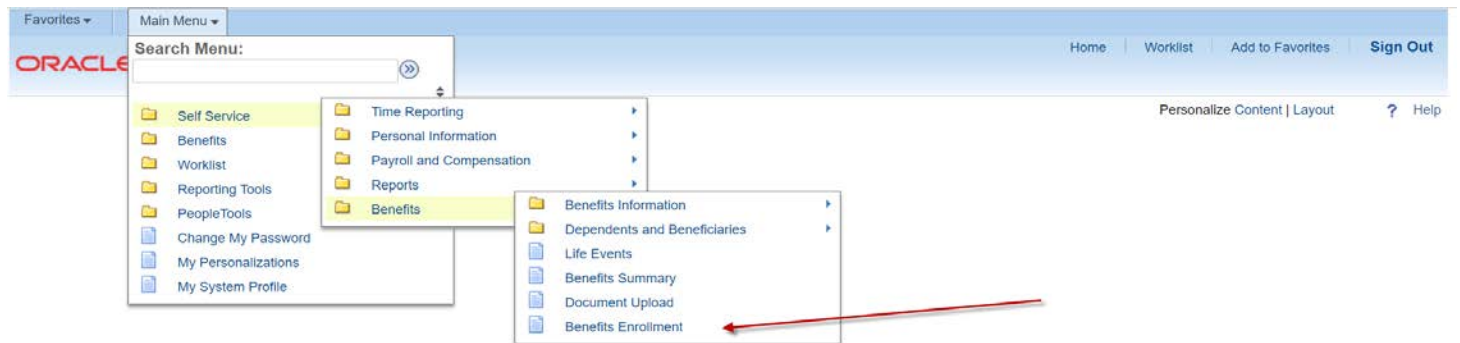 Favorites Main Menu
Search Menu:
ORACLE
Home Worklist Add to Favorites Sign Out
Personalize Content | Layout ? Help
Self Service
Benefits
Worklist
Reporting Tools
PeopleTools
Change My Password
My Personalizations
My System Profile
Time Reporting
Personal Information
Payroll and Compensation
Reports
Benefits
Benefits Information
Dependents and Beneficiaries
Life Events
Benefits Summary
Document Upload
Benefits Enrollment